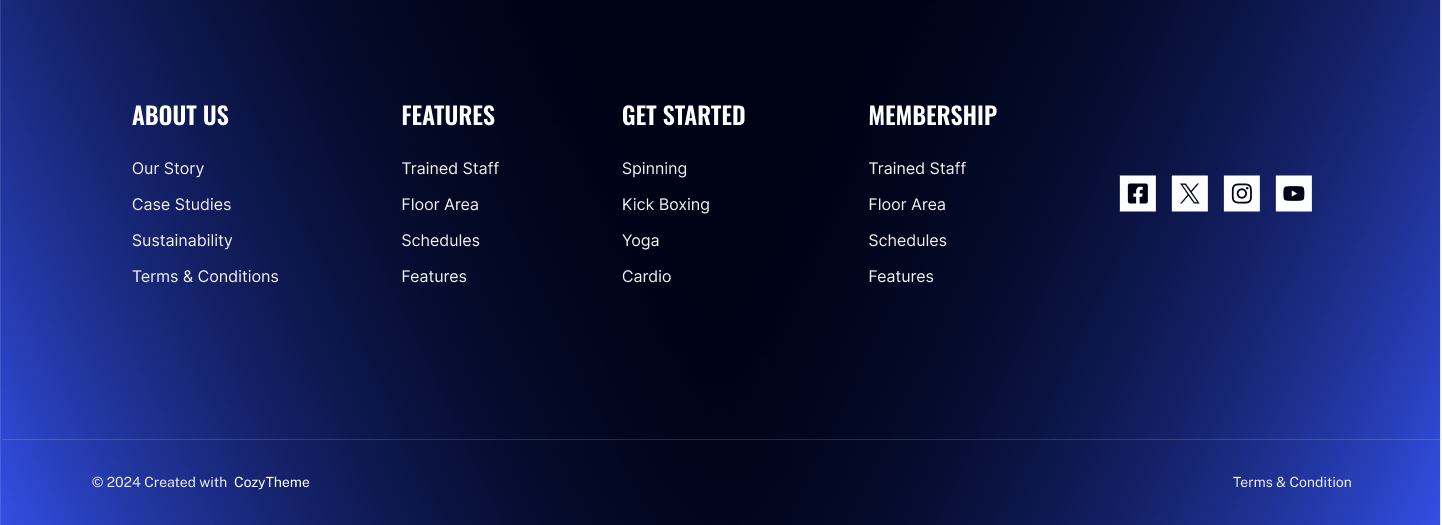 ABOUT US
Our Story
Case Studies
Sustainability
Terms & Conditions
FEATURES
Trained Staff
Floor Area
Schedules
Features
GET STARTED
Spinning
Kick Boxing
Yoga
Cardio
MEMBERSHIP
Trained Staff
Floor Area
Schedules
Features
© 2024 Created with CozyTheme
Terms & Condition